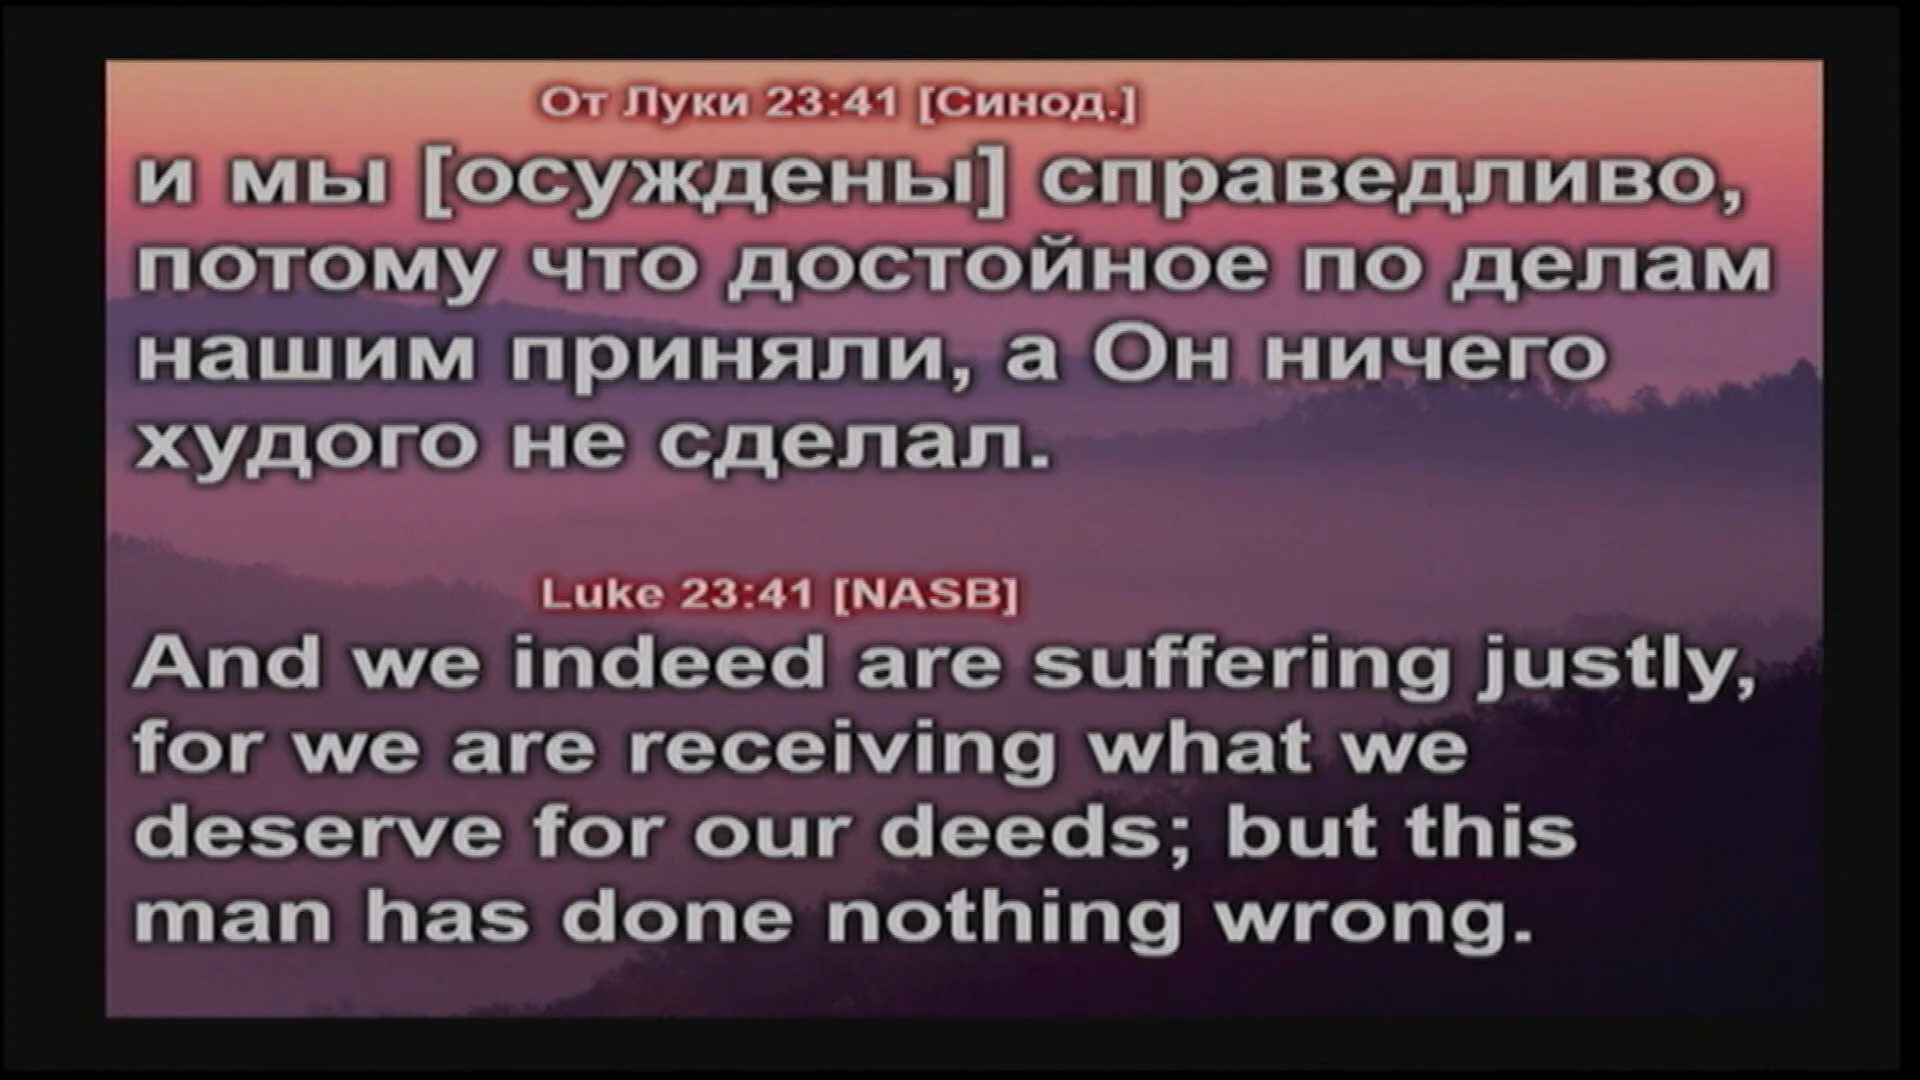 От Луки 23:41 [Синод.]
и мы [осуждены] справедливо,
потому что достойное по делам
нашим приняли, а Он ничего
худого не сделал.
Luke 23:41 [NASB]
And we indeed are suffering justly,
for we are receiving what we
deserve for our deeds; but this
man has done nothing wrong.